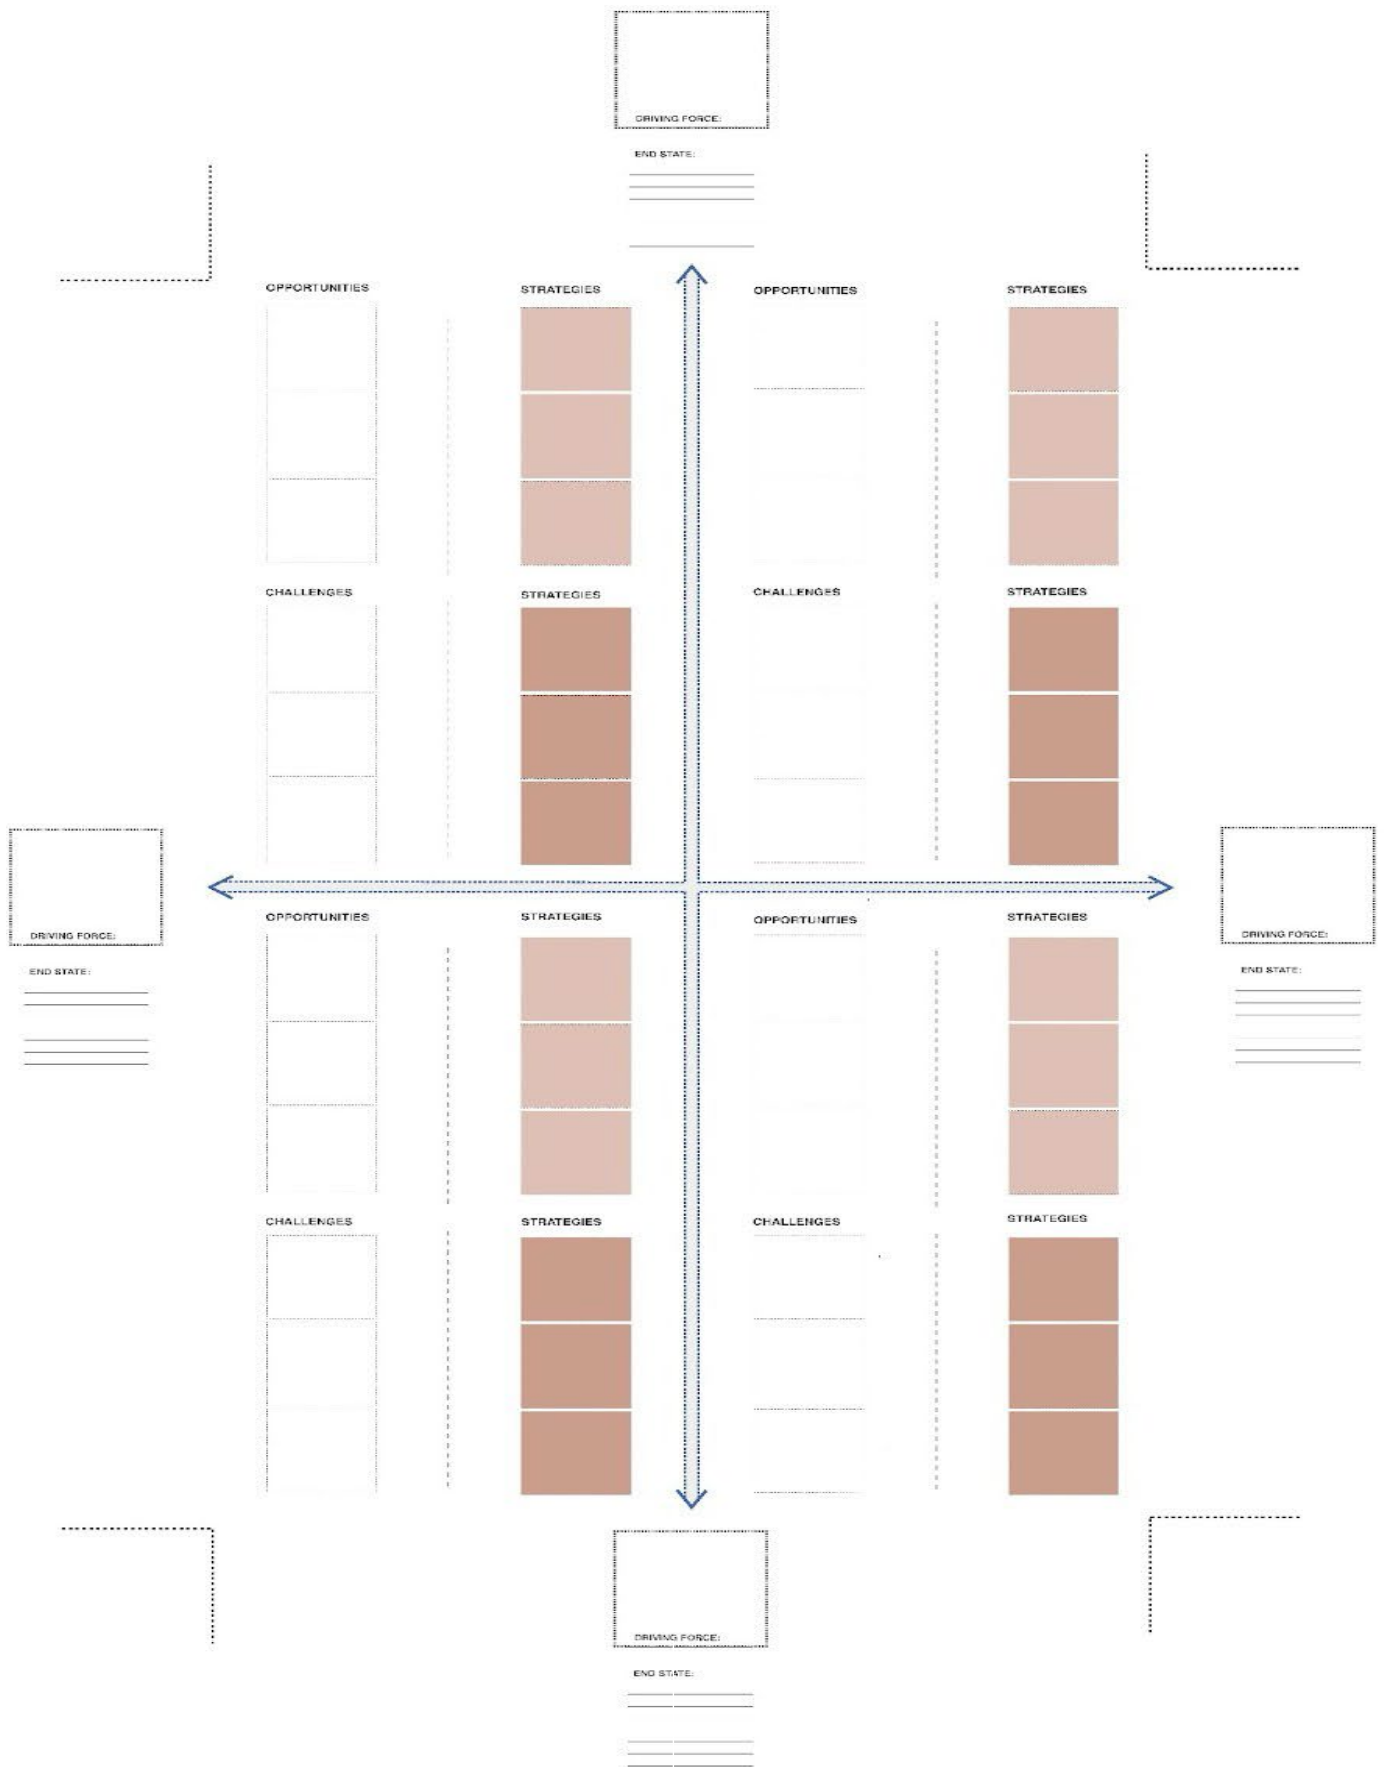 DRIVING FORCE:
END STATE:
OPPORTUNITIES
STRATEGIES
OPPORTUNITIES
STRATEGIES
CHALLENGES
STRATEGIES
CHALLENGES
STRATEGIES
DRIVING FORCE:
END STATE:
DRIVING FORCE:
END STATE:
OPPORTUNITIES
STRATEGIES
OPPORTUNITIES
STRATEGIES
CHALLENGES
STRATEGIES
CHALLENGES
STRATEGIES
DRIVING FORCE:
END STATE: